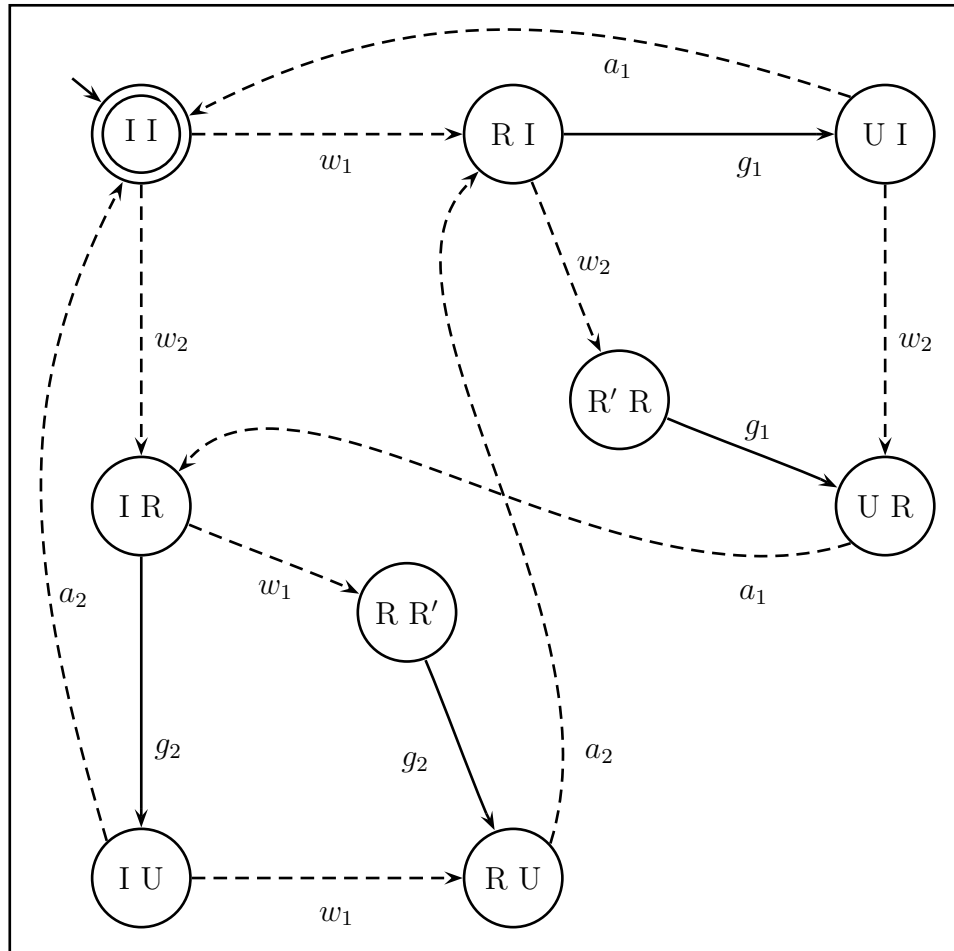 a₁
I I
R I
U I
w₁
g₁
w₂
w₂
w₂
R′ R
g₁
I R
U R
w₁
a₁
a₂
R R′
g₂
g₂
a₂
I U
R U
w₁